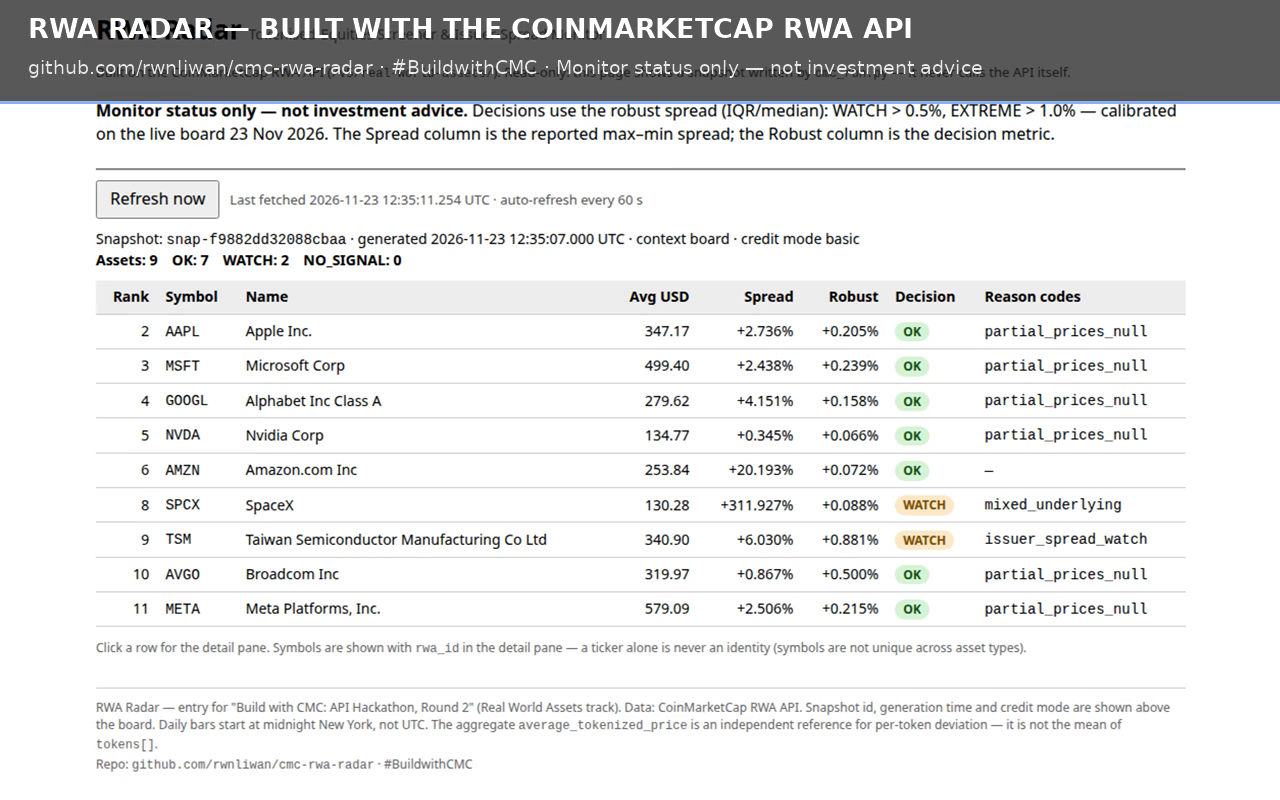 RWA RADAR — BUILT WITH THE COINMARKETCAP RWA API
github.com/rwnliwan/cmc-rwa-radar · #BuildwithCMC · Monitor status only — not investment advice
Monitor status only — not investment advice. Decisions use the robust spread (IQR/median): WATCH > 0.5%, EXTREME > 1.0% — calibrated
on the live board 23 Nov 2026. The Spread column is the reported max–min spread; the Robust column is the decision metric.
Refresh now Last fetched 2026-11-23 12:35:11.254 UTC · auto-refresh every 60 s
Snapshot: snap-f9882dd32088cbaa · generated 2026-11-23 12:35:07.000 UTC · context board · credit mode basic
Assets: 9 OK: 7 WATCH: 2 NO_SIGNAL: 0
Rank Symbol Name Avg USD Spread Robust Decision Reason codes
2 AAPL Apple Inc. 347.17 +2.736% +0.205% OK partial_prices_null
3 MSFT Microsoft Corp 499.40 +2.438% +0.239% OK partial_prices_null
4 GOOGL Alphabet Inc Class A 279.62 +4.151% +0.158% OK partial_prices_null
5 NVDA Nvidia Corp 134.77 +0.345% +0.066% OK partial_prices_null
6 AMZN Amazon.com Inc 253.84 +20.193% +0.072% OK —
8 SPCX SpaceX 130.28 +311.927% +0.088% WATCH mixed_underlying
9 TSM Taiwan Semiconductor Manufacturing Co Ltd 340.90 +6.030% +0.881% WATCH issuer_spread_watch
10 AVGO Broadcom Inc 319.97 +0.867% +0.500% OK partial_prices_null
11 META Meta Platforms, Inc. 579.09 +2.506% +0.215% OK partial_prices_null
Click a row for the detail pane. Symbols are shown with rwa_id in the detail pane — a ticker alone is never an identity (symbols are not unique across asset types).
RWA Radar — entry for "Build with CMC: API Hackathon, Round 2" (Real World Assets track). Data: CoinMarketCap RWA API. Snapshot id, generation time and credit mode are shown above
the board. Daily bars start at midnight New York, not UTC. The aggregate average_tokenized_price is an independent reference for per-token deviation — it is not the mean of
tokens[].
Repo: github.com/rwnliwan/cmc-rwa-radar · #BuildwithCMC